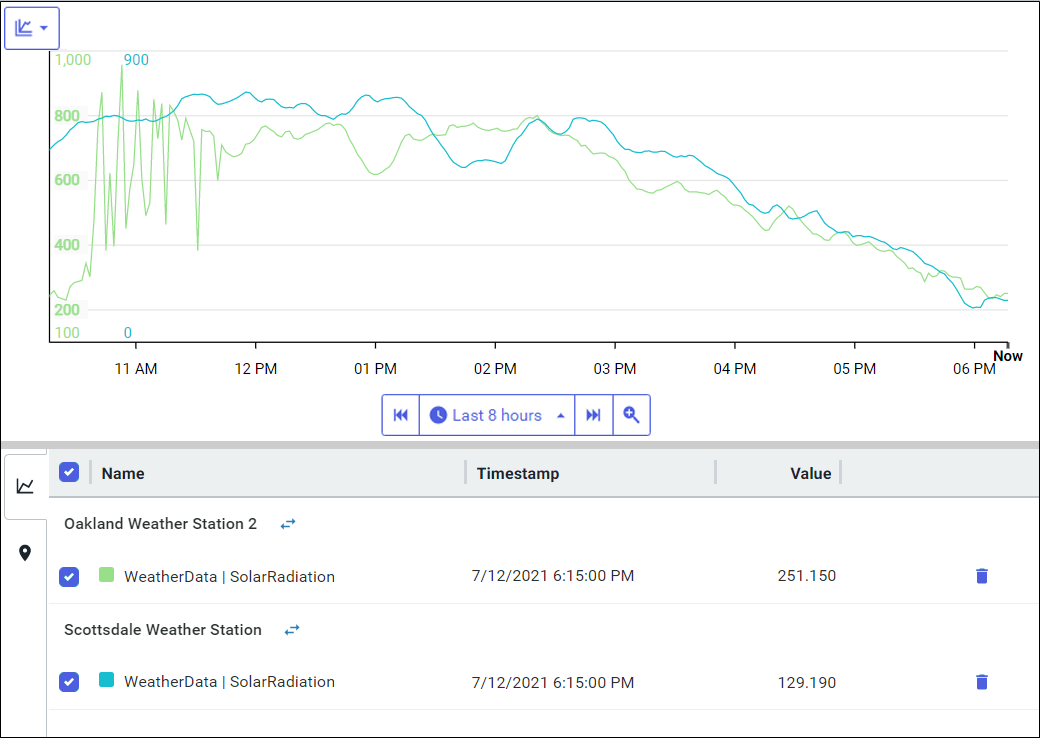 1,000 900
800
600
400
200
100 0
11 AM 12 PM 01 PM 02 PM 03 PM 04 PM 05 PM 06 PM Now
Last 8 hours
Name Timestamp Value
Oakland Weather Station 2
WeatherData | SolarRadiation 7/12/2021 6:15:00 PM 251.150
Scottsdale Weather Station
WeatherData | SolarRadiation 7/12/2021 6:15:00 PM 129.190